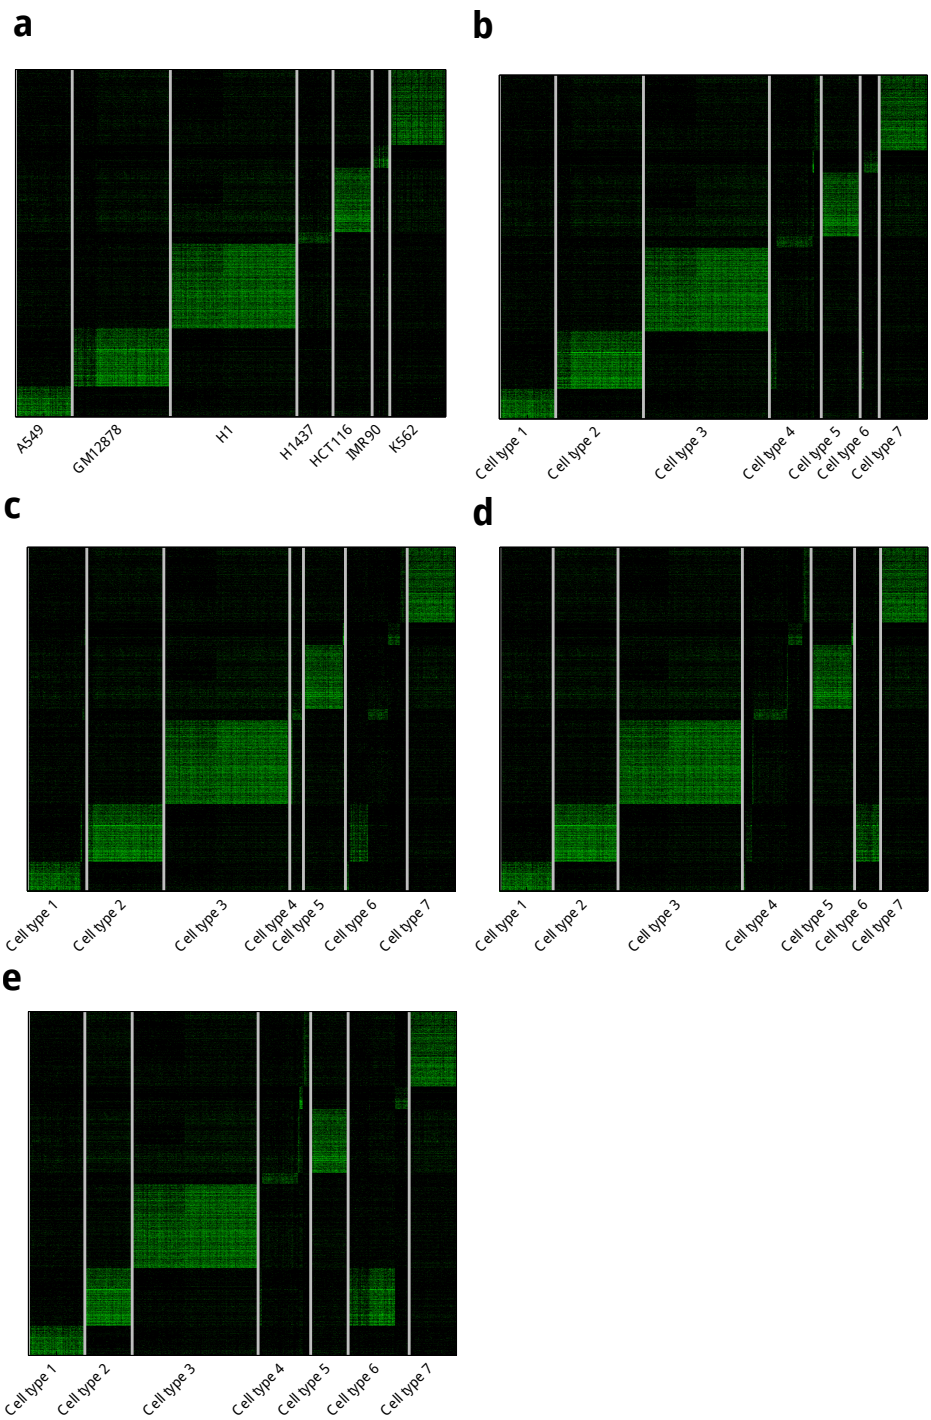 a
b
A549
GM12878
H1
H1437
HCT116
IMR90
K562
Cell type 1
Cell type 2
Cell type 3
Cell type 4
Cell type 5
Cell type 6
Cell type 7
c
d
Cell type 1
Cell type 2
Cell type 3
Cell type 4
Cell type 5
Cell type 6
Cell type 7
Cell type 1
Cell type 2
Cell type 3
Cell type 4
Cell type 5
Cell type 6
Cell type 7
e
Cell type 1
Cell type 2
Cell type 3
Cell type 4
Cell type 5
Cell type 6
Cell type 7